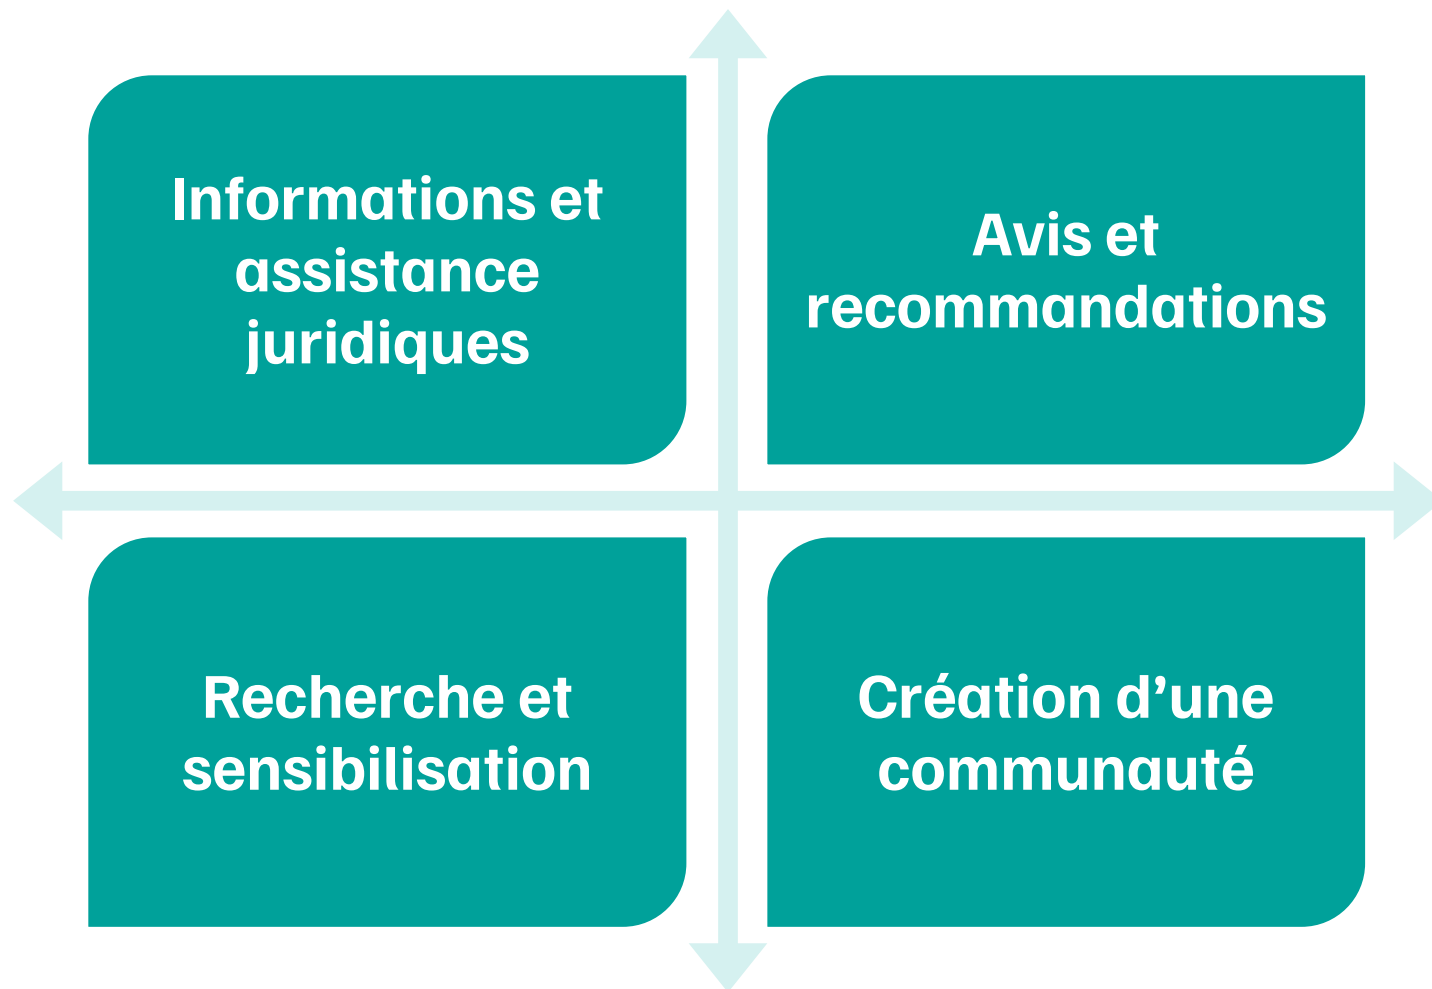 Informations et
assistance
juridiques
Avis et
recommandations
Recherche et
sensibilisation
Création d’une
communauté